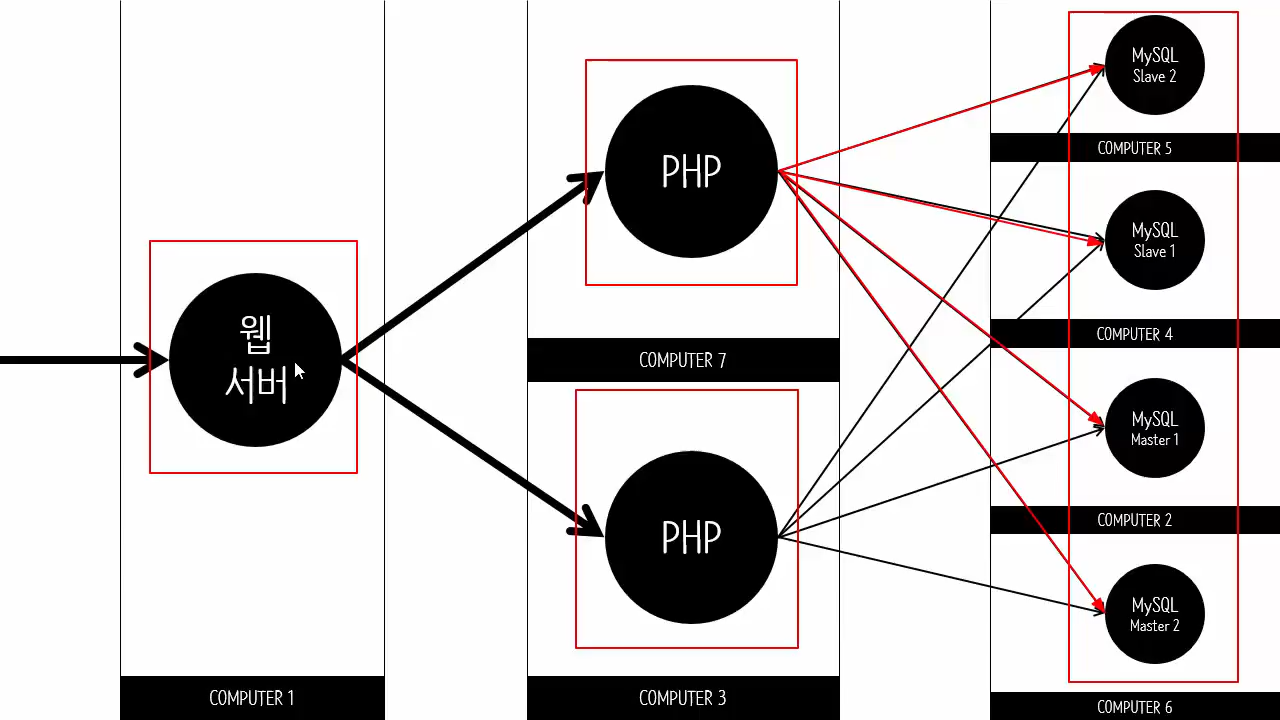 웹
서버
COMPUTER 1
PHP
COMPUTER 7
PHP
COMPUTER 3
MySQL
Slave 2
COMPUTER 5
MySQL
Slave 1
COMPUTER 4
MySQL
Master 1
COMPUTER 2
MySQL
Master 2
COMPUTER 6